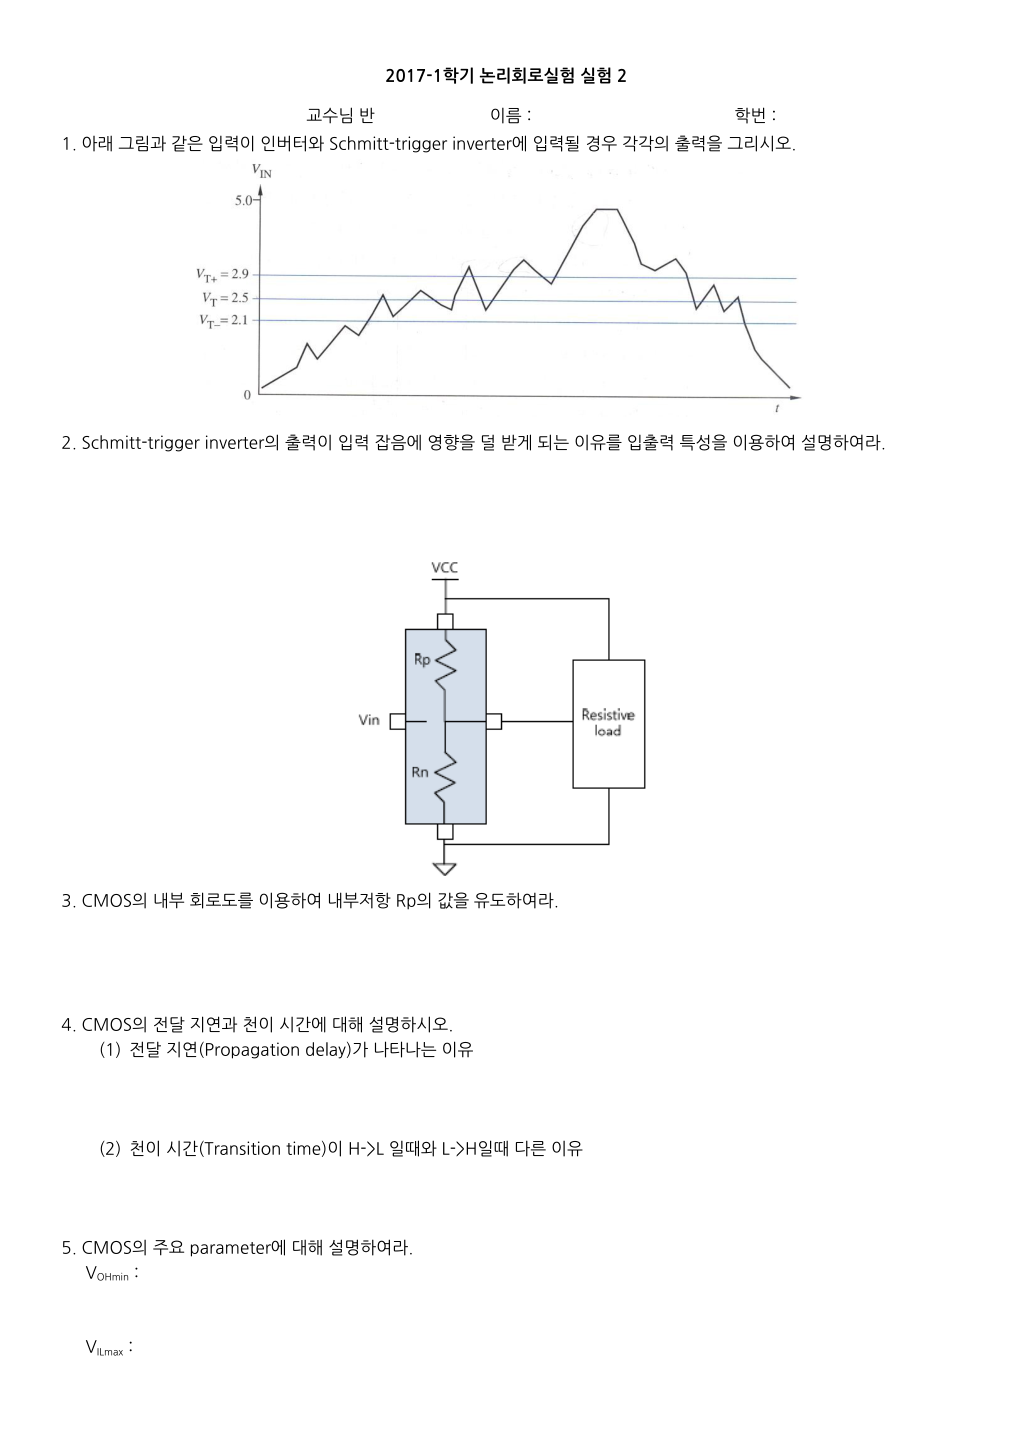 2017-1학기 논리회로실험 실험 2
교수님 반 이름 : 학번 :
1. 아래 그림과 같은 입력이 인버터와 Schmitt-trigger inverter에 입력될 경우 각각의 출력을 그리시오.
VIN
5.0
VT+ = 2.9
VT = 2.5
VT– = 2.1
0
t
2. Schmitt-trigger inverter의 출력이 입력 잡음에 영향을 덜 받게 되는 이유를 입출력 특성을 이용하여 설명하여라.
VCC
Rp
Vin
Resistive
load
Rn
3. CMOS의 내부 회로도를 이용하여 내부저항 Rp의 값을 유도하여라.
4. CMOS의 전달 지연과 천이 시간에 대해 설명하시오.
(1) 전달 지연(Propagation delay)가 나타나는 이유
(2) 천이 시간(Transition time)이 H->L 일때와 L->H일때 다른 이유
5. CMOS의 주요 parameter에 대해 설명하여라.
VOHmin :
VILmax :